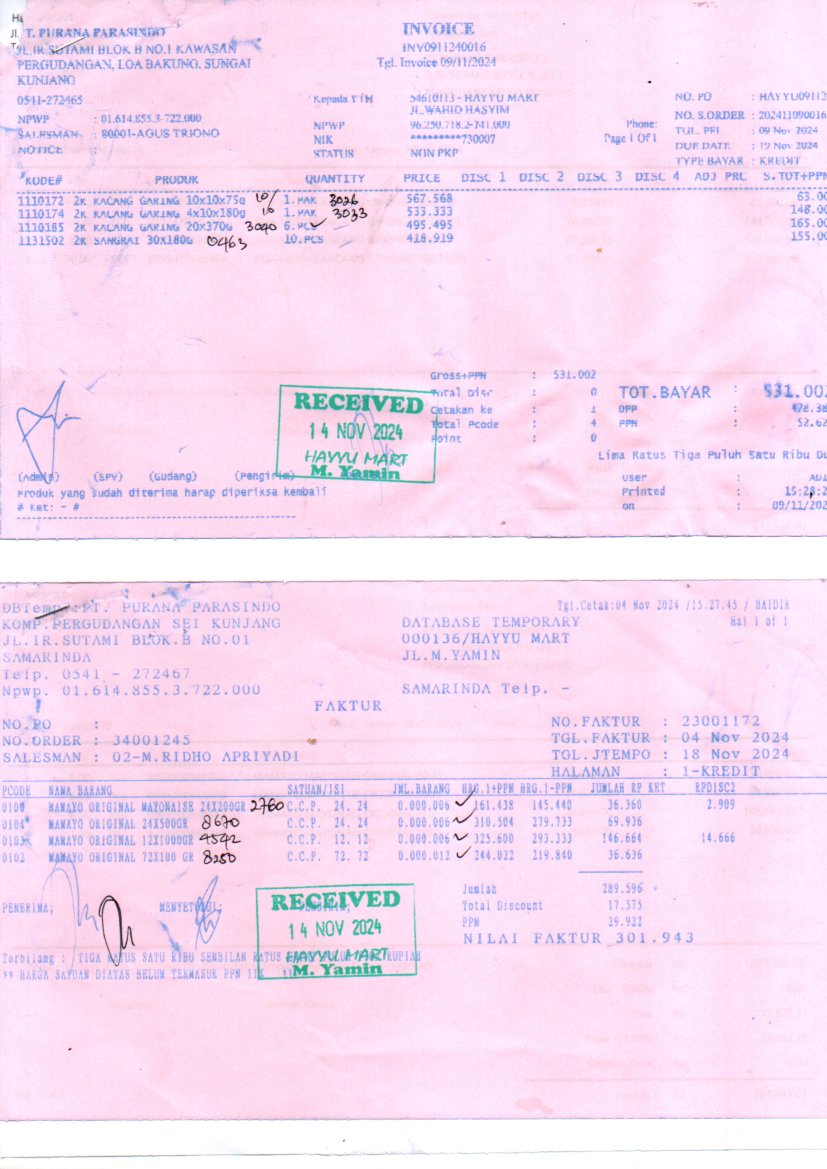 Ha
Jl.
T. PURANA PARASINDO
JL.IR.SUTAMI BLOK B NO.1 KAWASAN
PERGUDANGAN, LOA BAKUNG, SUNGAI
KUNJANG
0541-272465
NPWP : 01.614.855.3-722.000
SALESMAN : 80001-AGUS TRIONO
NOTICE :
INVOICE
INV0911240016
Tgl. Invoice 09/11/2024
Kepada YTH 54610113 - HAYYU MART
JL.WAHID HASYIM
NPWP 96.250.718.2-741.000
NIK *********730007
STATUS NON PKP
Phone:
Page 1 Of 1
NO. PO : HAYYU09112
NO. S.ORDER : 202411090016
TGL. PFI : 09 Nov 2024
DUE DATE : 19 Nov 2024
TYPE BAYAR : KREDIT
KODE# PRODUK QUANTITY PRICE DISC 1 DISC 2 DISC 3 DISC 4 ADJ PRC S.TOT+PPN
1110172 2K KACANG GARING 10x10x75g 10/ 1.PAK 3026 567.568 63.00
1110174 2K KACANG GARING 4x10x180g 10 1.PAK 3033 533.333 148.00
1110185 2K KACANG GARING 20x370G 3040 6.PCS 495.495 165.00
1131502 2K SANGRAI 30X180G 0463 10.PCS 418.919 155.00
Gross+PPN : 531.002
Total Disc : 0
Cetakan ke : 1
Total Pcode : 4
Point : 0
TOT.BAYAR : 531.002
DPP : 478.38
PPN : 52.62
Lima Ratus Tiga Puluh Satu Ribu Du
RECEIVED
14 NOV 2024
HAYYU MART
M. Yamin
(Admin) (SPV) (Gudang) (Pengirim)
Produk yang sudah diterima harap diperiksa kembali
# Ket: - #
User : AD
Printed : 15:28:2
on : 09/11/202
DBTemp :PT. PURANA PARASINDO
KOMP.PERGUDANGAN SEI KUNJANG
JL.IR.SUTAMI BLOK.B NO.01
SAMARINDA
Telp. 0541 - 272467
Npwp. 01.614.855.3.722.000
Tgl.Cetak:04 Nov 2024 /15.27.45 / HAIDIR
Hal 1 of 1
DATABASE TEMPORARY
000136/HAYYU MART
JL.M.YAMIN
SAMARINDA Telp. -
FAKTUR
NO.PO :
NO.ORDER : 34001245
SALESMAN : 02-M.RIDHO APRIYADI
NO.FAKTUR : 23001172
TGL.FAKTUR : 04 Nov 2024
TGL.JTEMPO : 18 Nov 2024
HALAMAN : 1-KREDIT
PCODE NAMA BARANG SATUAN/ISI JML.BARANG HRG.1+PPN HRG.1-PPN JUMLAH RP KET RPDISC2
0100 MAMAYO ORIGINAL MAYONAISE 24X200GR 2760 C.C.P. 24. 24 0.000.006 161.438 145.440 36.360 2.909
0104 MAMAYO ORIGINAL 24X500GR 8670 C.C.P. 24. 24 0.000.006 310.504 279.733 69.936
0103 MAMAYO ORIGINAL 12X1000GR 4542 C.C.P. 12. 12 0.000.006 325.600 293.333 146.664 14.666
0102 MAMAYO ORIGINAL 72X100 GR 8250 C.C.P. 72. 72 0.000.012 244.022 219.840 36.636
Jumlah 289.596
Total Discount 17.575
PPN 29.922
NILAI FAKTUR 301.943
PENERIMA;
RECEIVED
14 NOV 2024
HAYYU MART
M. Yamin
Terbilang : TIGA RATUS SATU RIBU SEMBILAN RATUS RUPIAH
** HARGA SATUAN DIATAS BELUM TERMASUK PPN 11% **